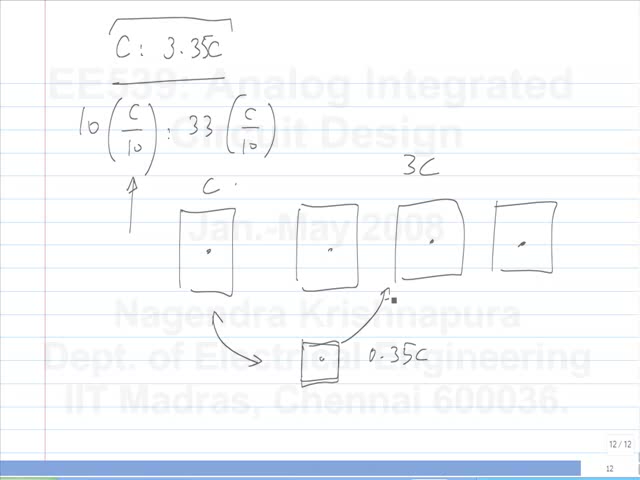 C : 3.35C
EE539: Analog Integrated
Circuit Design
10 (C/10) : 33 (C/10)
C
3C
Jan.-May 2008
Nagendra Krishnapura
0.35C
Dept. of Electrical Engineering
IIT Madras, Chennai 600036.
12 / 12
12